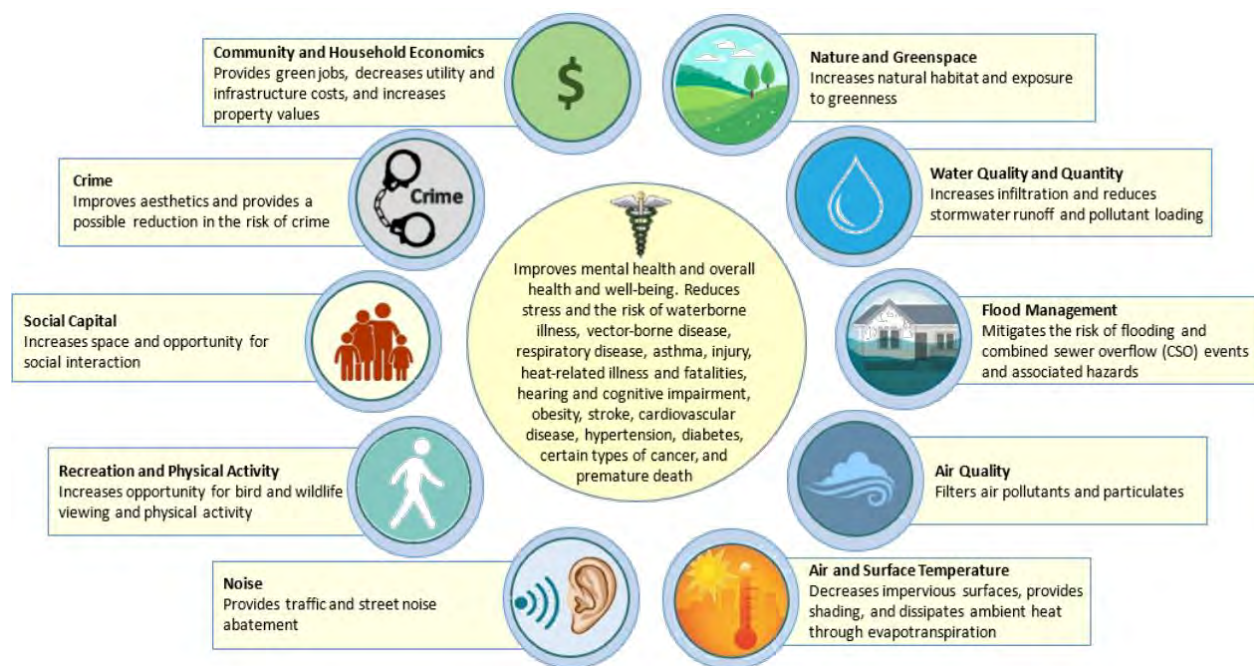 Community and Household Economics
Provides green jobs, decreases utility and
infrastructure costs, and increases
property values
$
Nature and Greenspace
Increases natural habitat and exposure
to greenness
Crime
Improves aesthetics and provides a
possible reduction in the risk of crime
Crime
Water Quality and Quantity
Increases infiltration and reduces
stormwater runoff and pollutant loading
Improves mental health and overall
health and well-being. Reduces
stress and the risk of waterborne
illness, vector-borne disease,
respiratory disease, asthma, injury,
heat-related illness and fatalities,
hearing and cognitive impairment,
obesity, stroke, cardiovascular
disease, hypertension, diabetes,
certain types of cancer, and
premature death
Social Capital
Increases space and opportunity for
social interaction
Flood Management
Mitigates the risk of flooding and
combined sewer overflow (CSO) events
and associated hazards
Recreation and Physical Activity
Increases opportunity for bird and wildlife
viewing and physical activity
Air Quality
Filters air pollutants and particulates
Noise
Provides traffic and street noise
abatement
Air and Surface Temperature
Decreases impervious surfaces, provides
shading, and dissipates ambient heat
through evapotranspiration